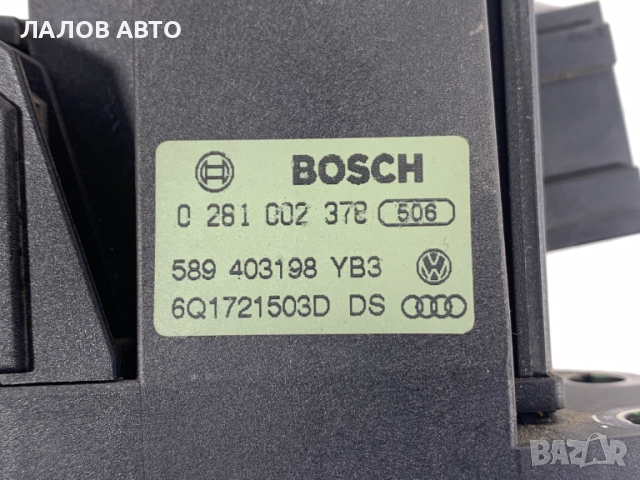 ЛАЛОВ АВТО
BOSCH
0 281 002 378 506
589 403198 YB3
6Q1721503D DS
BAZAR